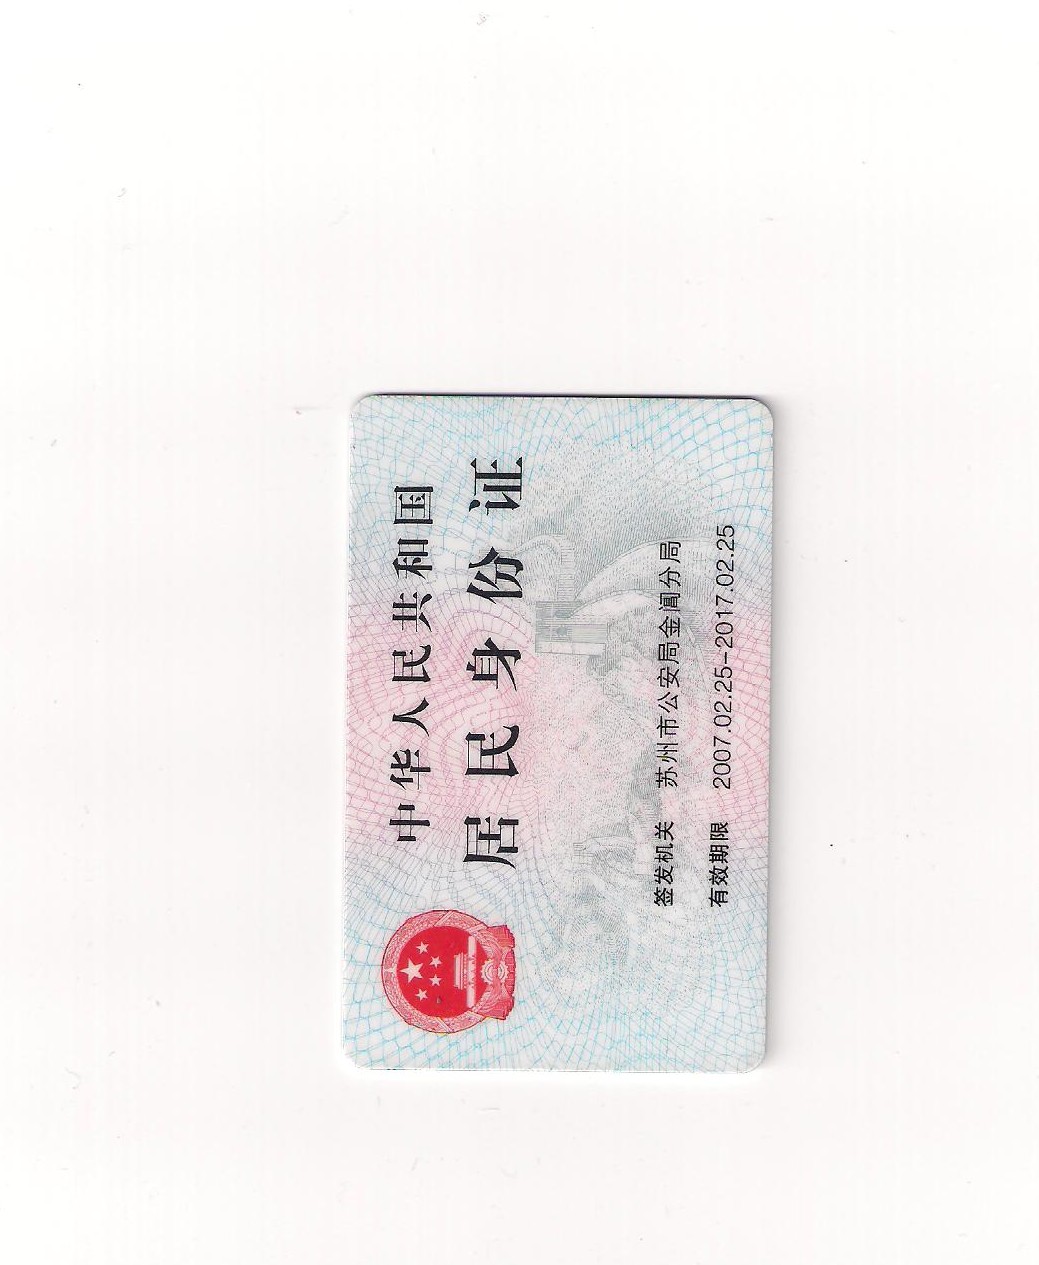 中华人民共和国
居民身份证
签发机关 苏州市公安局金阊分局
有效期限 2007.02.25-2017.02.25